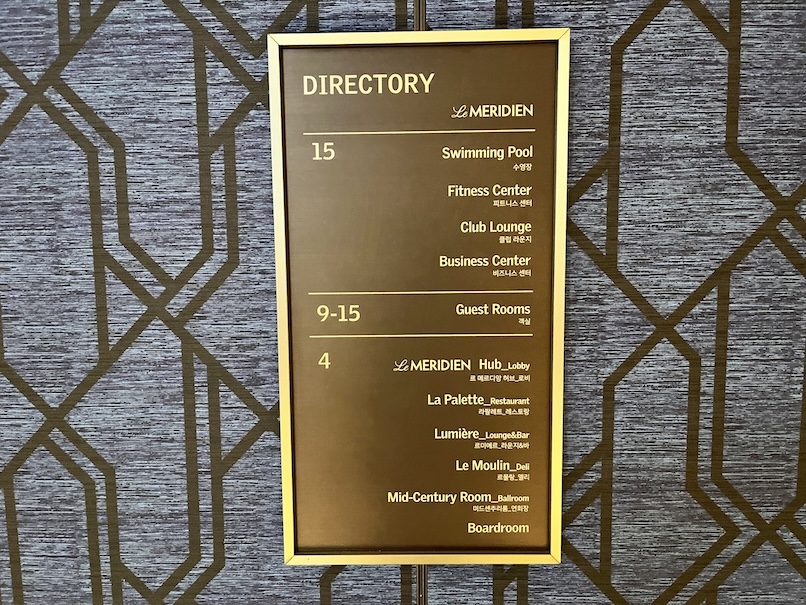 DIRECTORY
Le MERIDIEN
15 Swimming Pool
수영장
Fitness Center
피트니스 센터
Club Lounge
클럽 라운지
Business Center
비즈니스 센터
9-15 Guest Rooms
객실
4 Le MERIDIEN Hub_Lobby
르 메르디앙 허브_로비
La Palette_Restaurant
라팔레트_레스토랑
Lumière_Lounge&Bar
르미에르_라운지&바
Le Moulin_Deli
르물랑_델리
Mid-Century Room_Ballroom
미드센추리룸_연회장
Boardroom